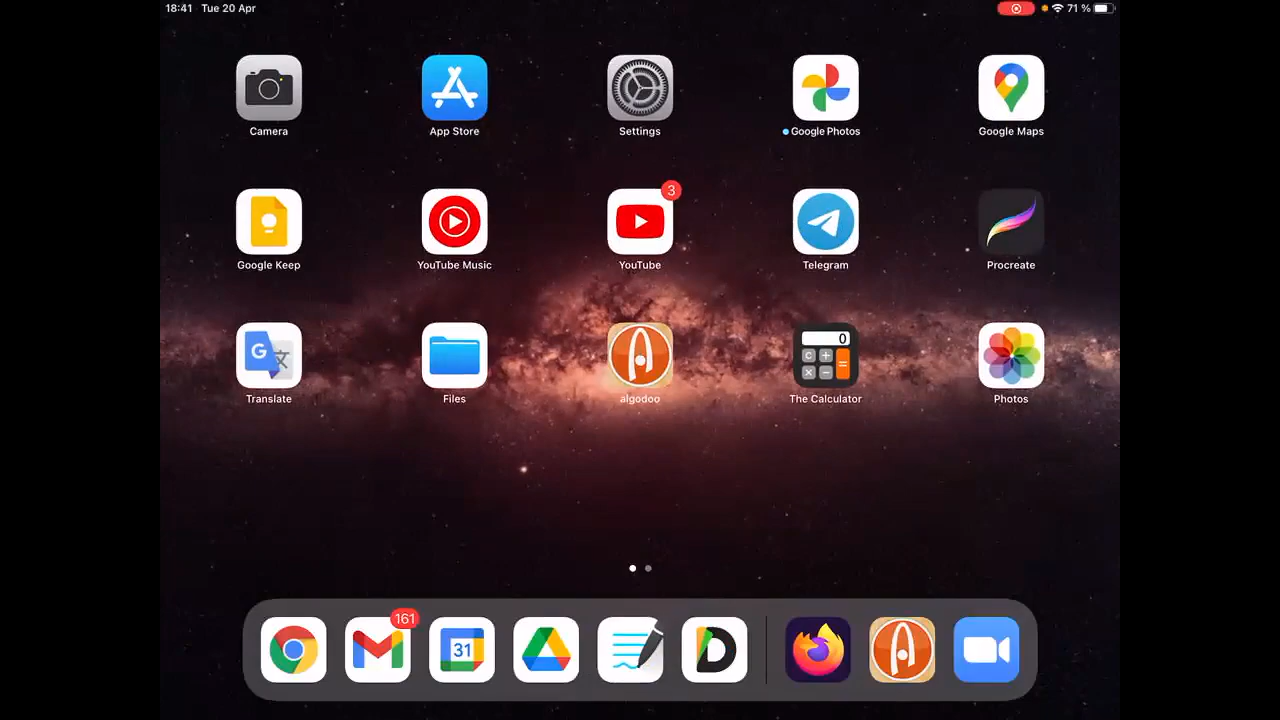 18:41 Tue 20 Apr 71 %
Camera App Store Settings Google Photos Google Maps
3
Google Keep YouTube Music YouTube Telegram Procreate
0
C + = × −
G 文
Translate Files algodoo The Calculator Photos
161
31